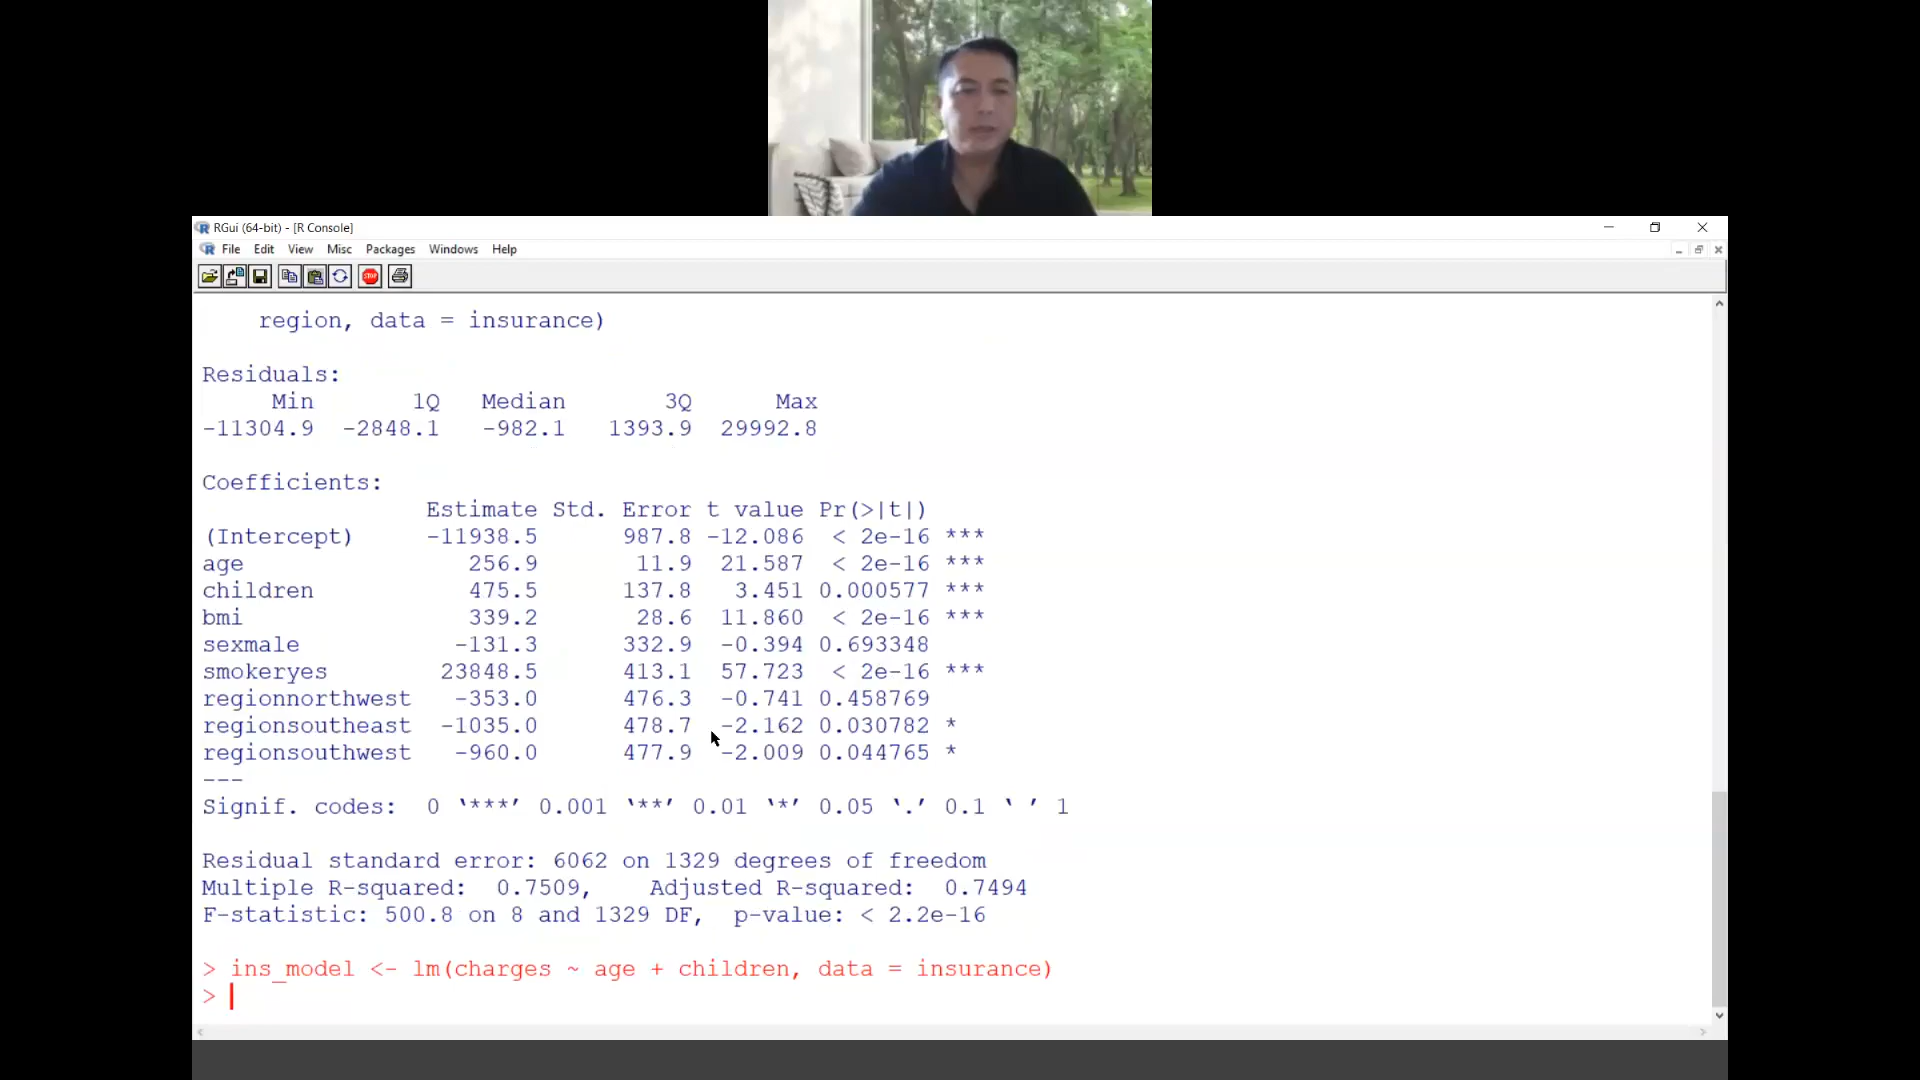 RGui (64-bit) - [R Console]
File Edit View Misc Packages Windows Help
STOP
region, data = insurance)
Residuals:
Min 1Q Median 3Q Max
-11304.9 -2848.1 -982.1 1393.9 29992.8
Coefficients:
Estimate Std. Error t value Pr(>|t|)
(Intercept) -11938.5 987.8 -12.086 < 2e-16 ***
age 256.9 11.9 21.587 < 2e-16 ***
children 475.5 137.8 3.451 0.000577 ***
bmi 339.2 28.6 11.860 < 2e-16 ***
sexmale -131.3 332.9 -0.394 0.693348
smokeryes 23848.5 413.1 57.723 < 2e-16 ***
regionnorthwest -353.0 476.3 -0.741 0.458769
regionsoutheast -1035.0 478.7 -2.162 0.030782 *
regionsouthwest -960.0 477.9 -2.009 0.044765 *
---
Signif. codes: 0 ‘***’ 0.001 ‘**’ 0.01 ‘*’ 0.05 ‘.’ 0.1 ‘ ’ 1
Residual standard error: 6062 on 1329 degrees of freedom
Multiple R-squared: 0.7509, Adjusted R-squared: 0.7494
F-statistic: 500.8 on 8 and 1329 DF, p-value: < 2.2e-16
> ins_model <- lm(charges ~ age + children, data = insurance)
>